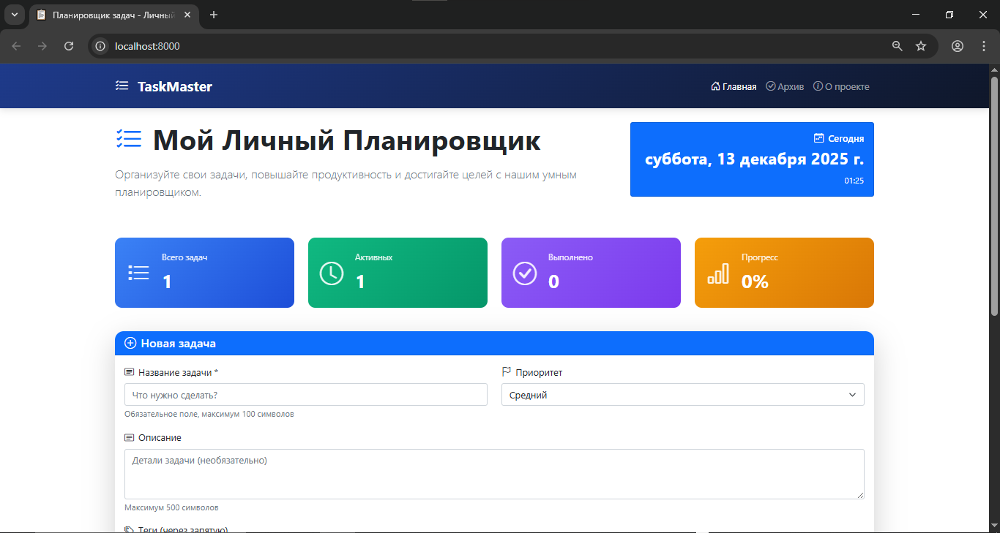 Планировщик задач - Личный
localhost:8000
TaskMaster
Главная
Архив
О проекте
Мой Личный Планировщик
Организуйте свои задачи, повышайте продуктивность и достигайте целей с нашим умным
планировщиком.
Сегодня
суббота, 13 декабря 2025 г.
01:25
Всего задач
1
Активных
1
Выполнено
0
Прогресс
0%
Новая задача
Название задачи *
Что нужно сделать?
Обязательное поле, максимум 100 символов
Приоритет
Средний
Описание
Детали задачи (необязательно)
Максимум 500 символов
Теги (через запятую)